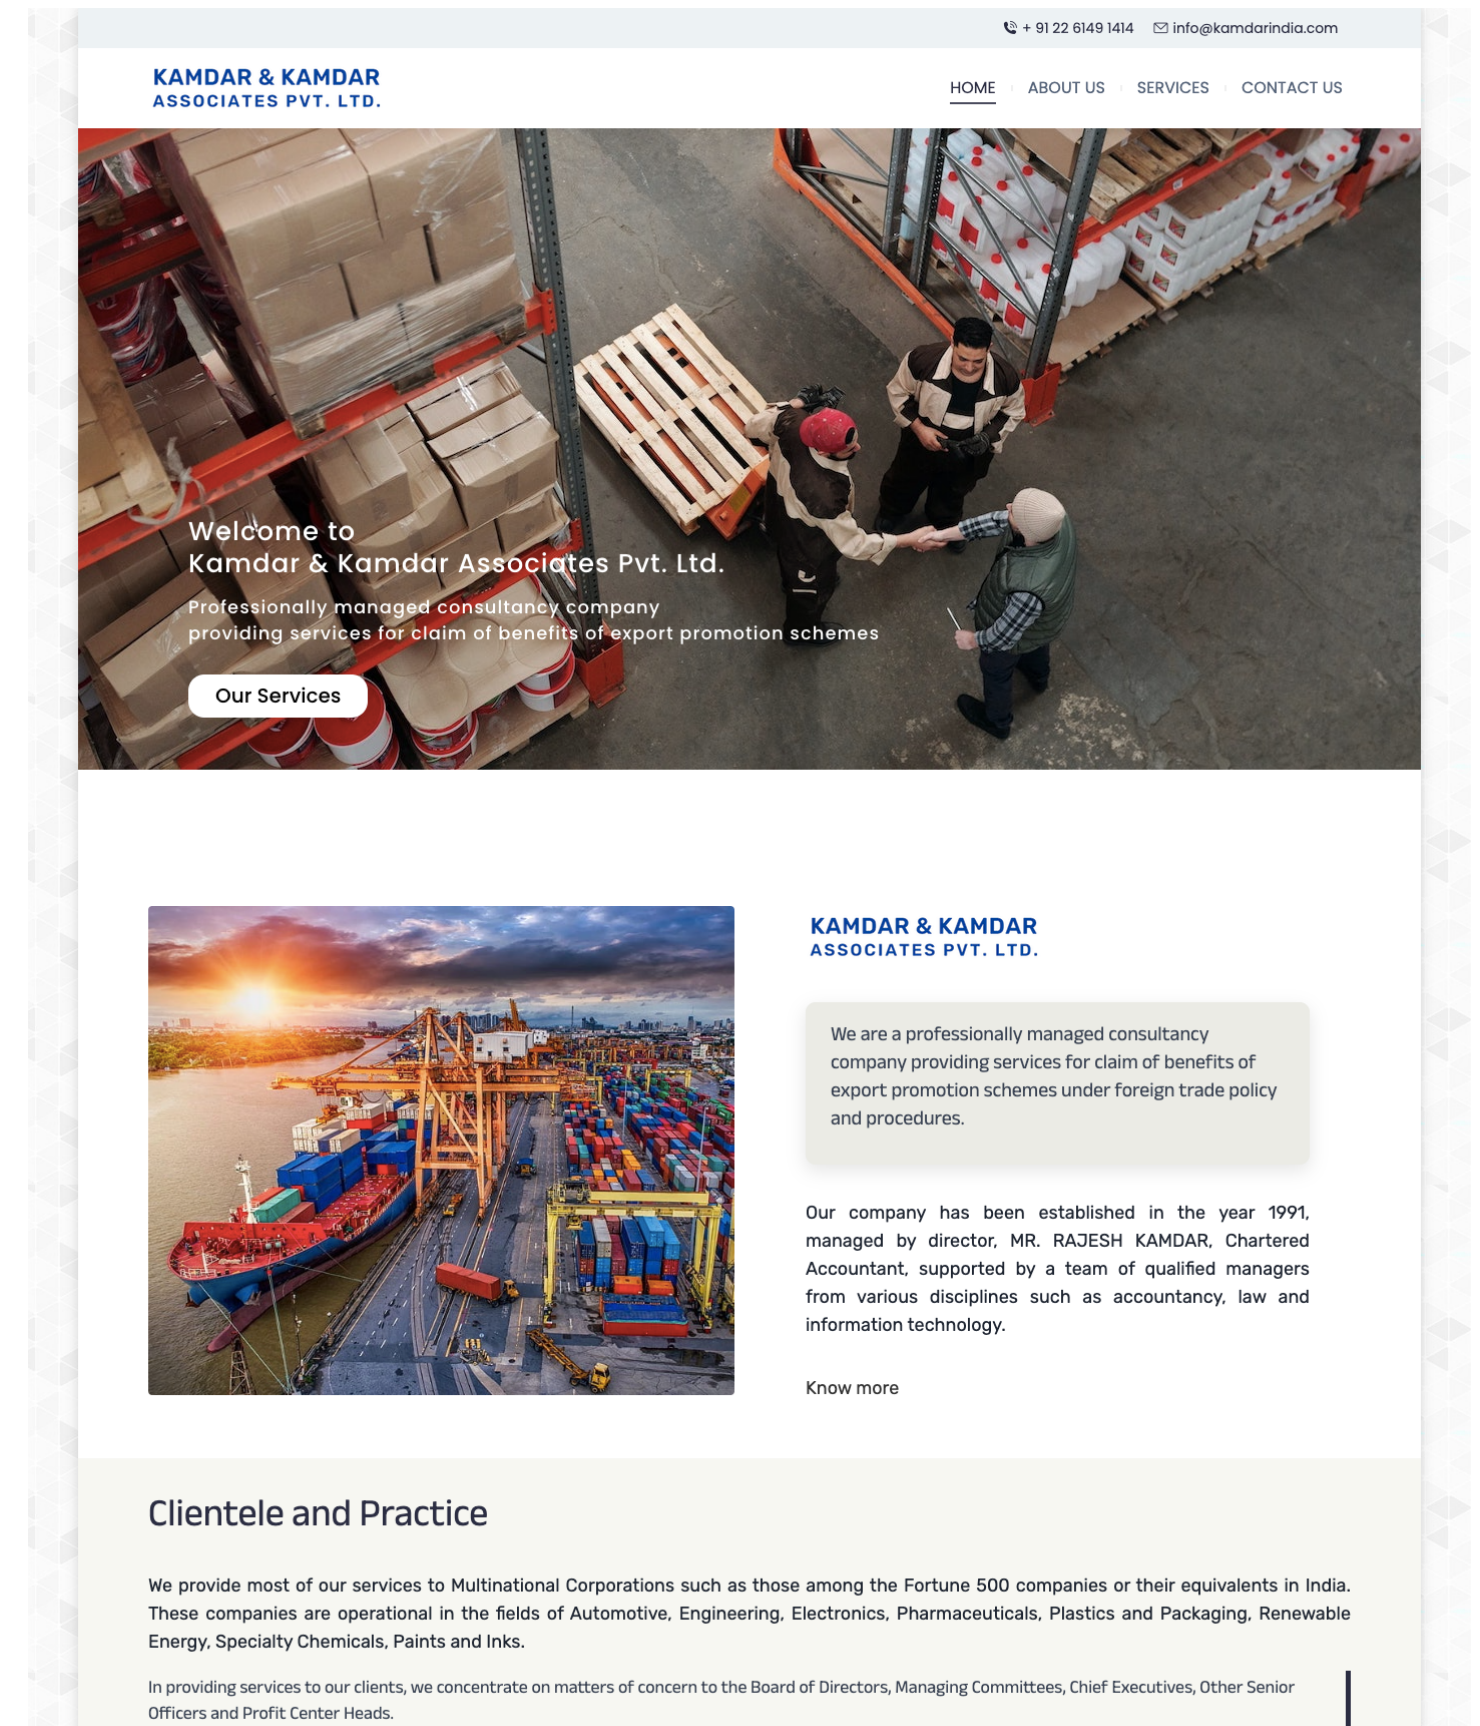 + 91 22 6149 1414 info@kamdarindia.com
KAMDAR & KAMDAR
ASSOCIATES PVT. LTD.
HOME ABOUT US SERVICES CONTACT US
Welcome to
Kamdar & Kamdar Associates Pvt. Ltd.
Professionally managed consultancy company
providing services for claim of benefits of export promotion schemes
Our Services
KAMDAR & KAMDAR
ASSOCIATES PVT. LTD.
We are a professionally managed consultancy
company providing services for claim of benefits of
export promotion schemes under foreign trade policy
and procedures.
Our company has been established in the year 1991,
managed by director, MR. RAJESH KAMDAR, Chartered
Accountant, supported by a team of qualified managers
from various disciplines such as accountancy, law and
information technology.
Know more
Clientele and Practice
We provide most of our services to Multinational Corporations such as those among the Fortune 500 companies or their equivalents in India.
These companies are operational in the fields of Automotive, Engineering, Electronics, Pharmaceuticals, Plastics and Packaging, Renewable
Energy, Specialty Chemicals, Paints and Inks.
In providing services to our clients, we concentrate on matters of concern to the Board of Directors, Managing Committees, Chief Executives, Other Senior
Officers and Profit Center Heads.